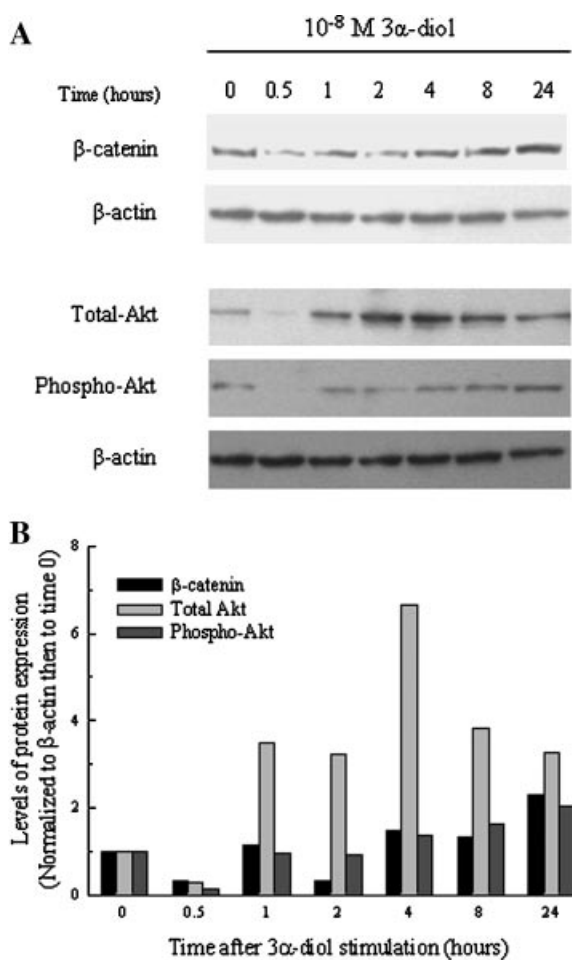 A
10⁻⁸ M 3α-diol
Time (hours) 0 0.5 1 2 4 8 24
β-catenin
β-actin
Total-Akt
Phospho-Akt
β-actin
B
Levels of protein expression
(Normalized to β-actin then to time 0)
8
6
4
2
0
β-catenin
Total Akt
Phospho-Akt
0 0.5 1 2 4 8 24
Time after 3α-diol stimulation (hours)